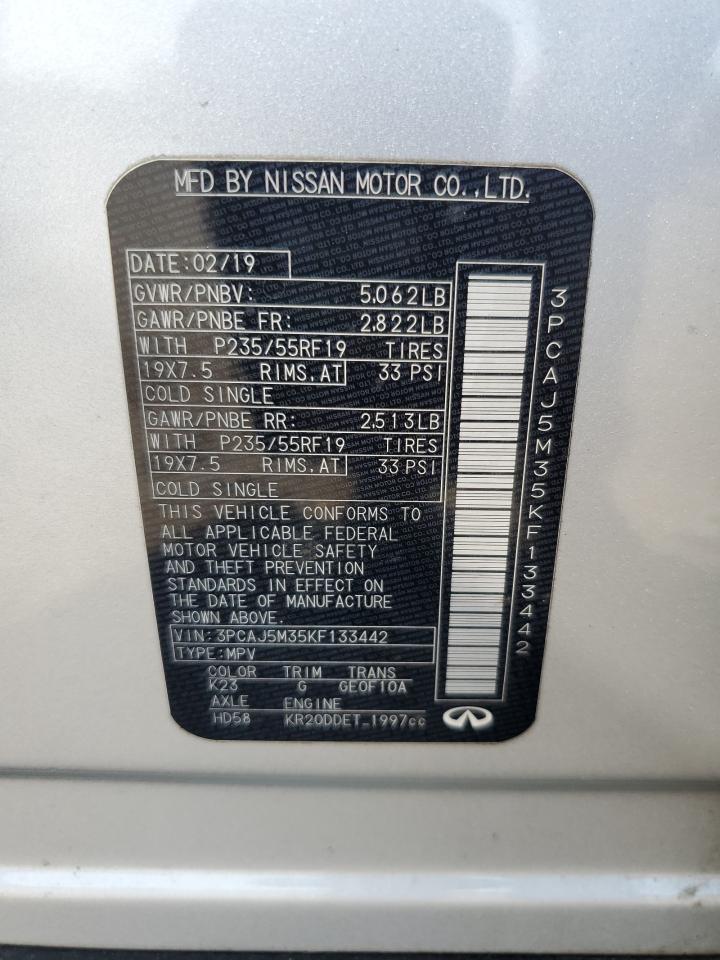 MFD BY NISSAN MOTOR CO.,LTD.
DATE:02/19
GVWR/PNBV: 5,062LB
GAWR/PNBE FR: 2,822LB
WITH P235/55RF19 TIRES
19X7.5 RIMS,AT 33 PSI
COLD SINGLE
GAWR/PNBE RR: 2,513LB
WITH P235/55RF19 TIRES
19X7.5 RIMS,AT 33 PSI
COLD SINGLE
THIS VEHICLE CONFORMS TO
ALL APPLICABLE FEDERAL
MOTOR VEHICLE SAFETY
AND THEFT PREVENTION
STANDARDS IN EFFECT ON
THE DATE OF MANUFACTURE
SHOWN ABOVE.
VIN:3PCAJ5M35KF133442
TYPE:MPV
COLOR TRIM TRANS
K23 G GE0F10A
AXLE ENGINE
HD58 KR20DDET_1997cc
3PCAJ5M35KF133442